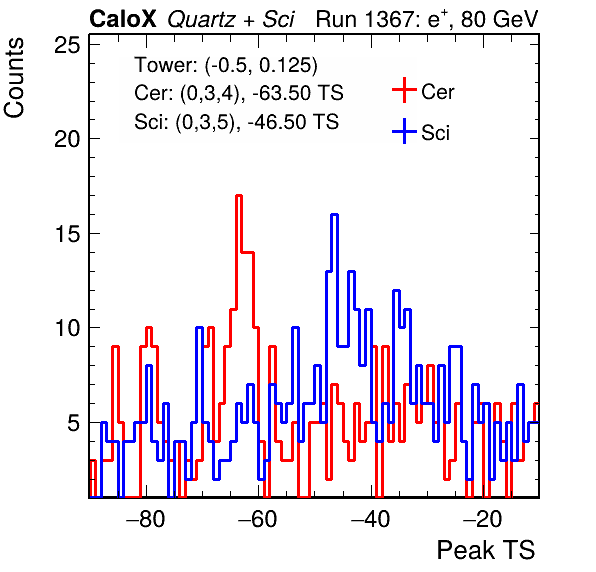 CaloX Quartz + Sci Run 1367: e⁺, 80 GeV
Counts
25
20
15
10
5
Tower: (-0.5, 0.125)
Cer: (0,3,4), -63.50 TS
Sci: (0,3,5), -46.50 TS
Cer
Sci
−80 −60 −40 −20
Peak TS